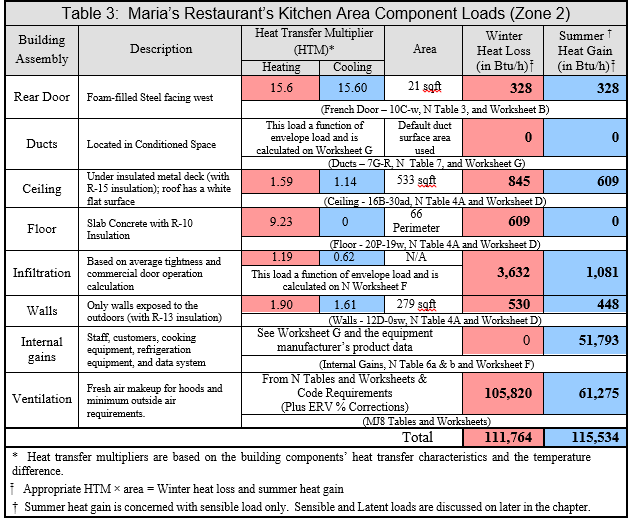 Table 3: Maria's Restaurant's Kitchen Area Component Loads (Zone 2)
Building Assembly
Description
Heat Transfer Multiplier (HTM)*
Heating
Cooling
Area
Winter Heat Loss (in Btu/h)‡
Summer † Heat Gain (in Btu/h)‡
Rear Door
Foam-filled Steel facing west
15.6
15.60
21 sqft
328
328
(French Door – 10C-w, N Table 3, and Worksheet B)
Ducts
Located in Conditioned Space
This load a function of envelope load and is calculated on Worksheet G
Default duct surface area used
0
0
(Ducts – 7G-R, N Table 7, and Worksheet G)
Ceiling
Under insulated metal deck (with R-15 insulation); roof has a white flat surface
1.59
1.14
533 sqft
845
609
(Ceiling - 16B-30ad, N Table 4A and Worksheet D)
Floor
Slab Concrete with R-10 Insulation
9.23
0
66 Perimeter
609
0
(Floor - 20P-19w, N Table 4A and Worksheet D)
Infiltration
Based on average tightness and commercial door operation calculation
1.19
0.62
N/A
This load a function of envelope load and is calculated on N Worksheet F
3,632
1,081
Walls
Only walls exposed to the outdoors (with R-13 insulation)
1.90
1.61
279 sqft
530
448
(Walls - 12D-0sw, N Table 4A and Worksheet D)
Internal gains
Staff, customers, cooking equipment, refrigeration equipment, and data system
See Worksheet G and the equipment manufacturer's product data
0
51,793
(Internal Gains, N Table 6a & b and Worksheet F)
Ventilation
Fresh air makeup for hoods and minimum outside air requirements.
From N Tables and Worksheets & Code Requirements (Plus ERV % Corrections)
105,820
61,275
(MJ8 Tables and Worksheets)
Total
111,764
115,534
* Heat transfer multipliers are based on the building components' heat transfer characteristics and the temperature difference.
‡ Appropriate HTM × area = Winter heat loss and summer heat gain
† Summer heat gain is concerned with sensible load only. Sensible and Latent loads are discussed on later in the chapter.